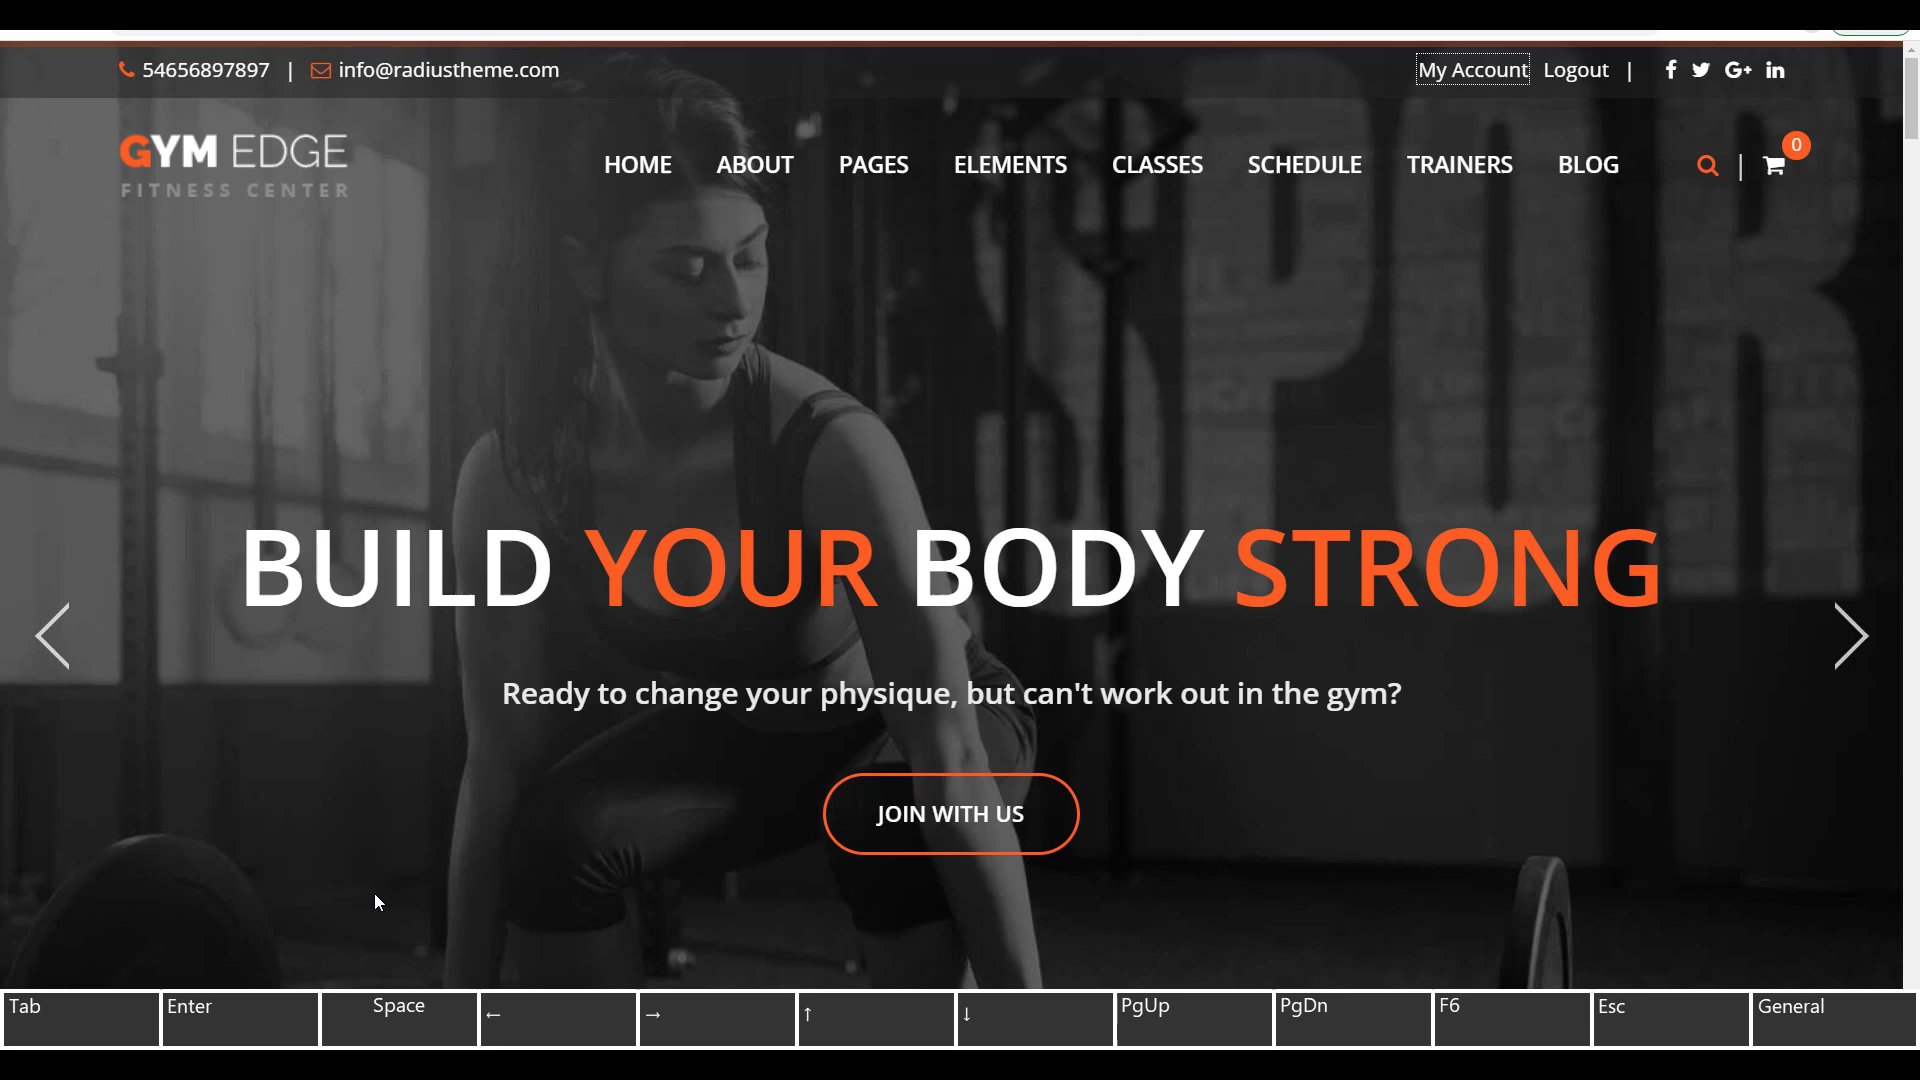 54656897897 | info@radiustheme.com
My Account Logout |
GYM EDGE
FITNESS CENTER
HOME ABOUT PAGES ELEMENTS CLASSES SCHEDULE TRAINERS BLOG | 0
SPOR
BUILD YOUR BODY STRONG
Ready to change your physique, but can't work out in the gym?
JOIN WITH US
Tab Enter Space ← → ↑ ↓ PgUp PgDn F6 Esc General